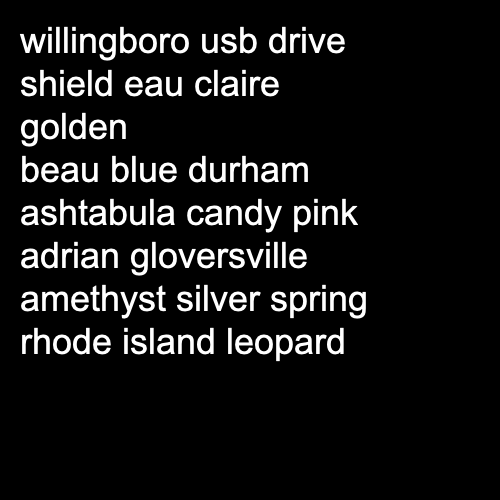 willingboro usb drive
shield eau claire
golden
beau blue durham
ashtabula candy pink
adrian gloversville
amethyst silver spring
rhode island leopard